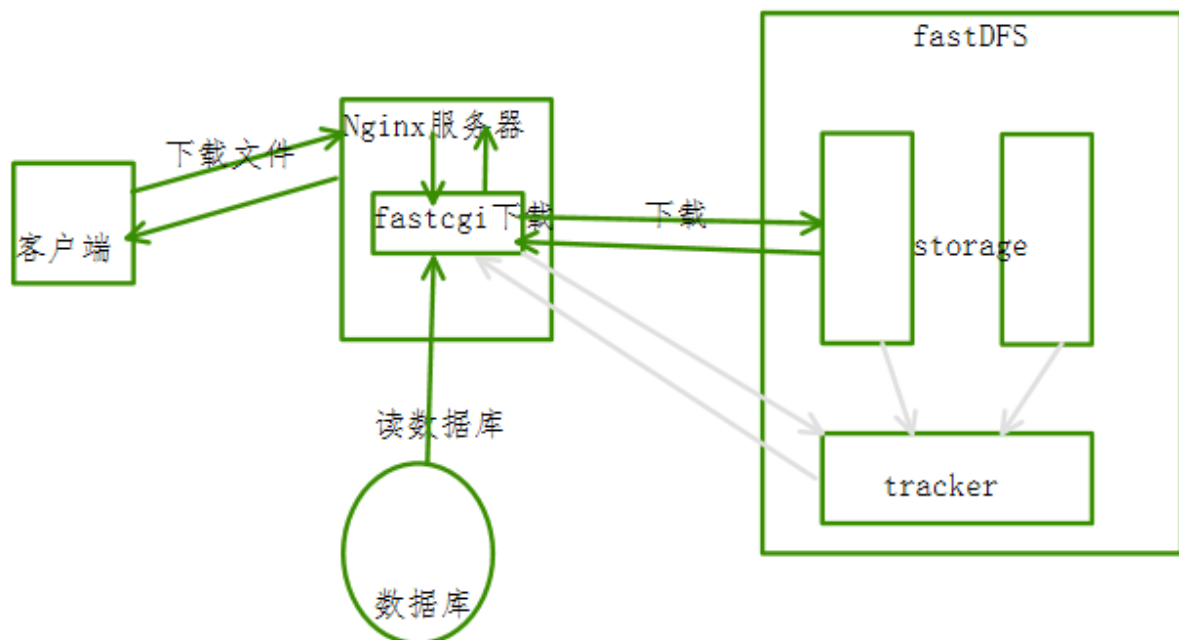 fastDFS
Nginx服务器
下载文件
fastcgi下载
下载
客户端
storage
读数据库
tracker
数据库